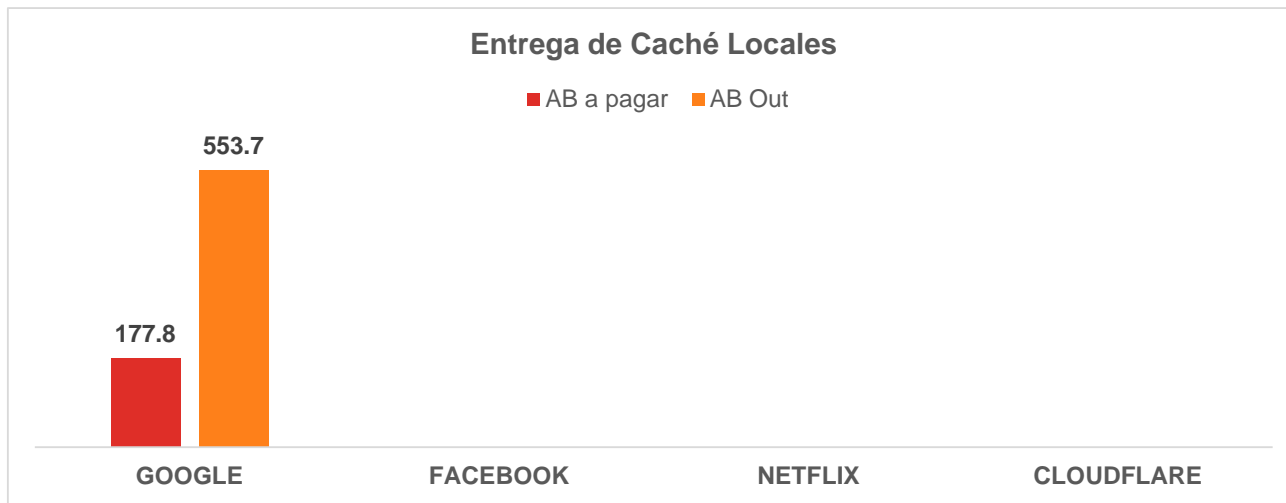 Entrega de Caché Locales
AB a pagar AB Out
553.7
177.8
GOOGLE FACEBOOK NETFLIX CLOUDFLARE